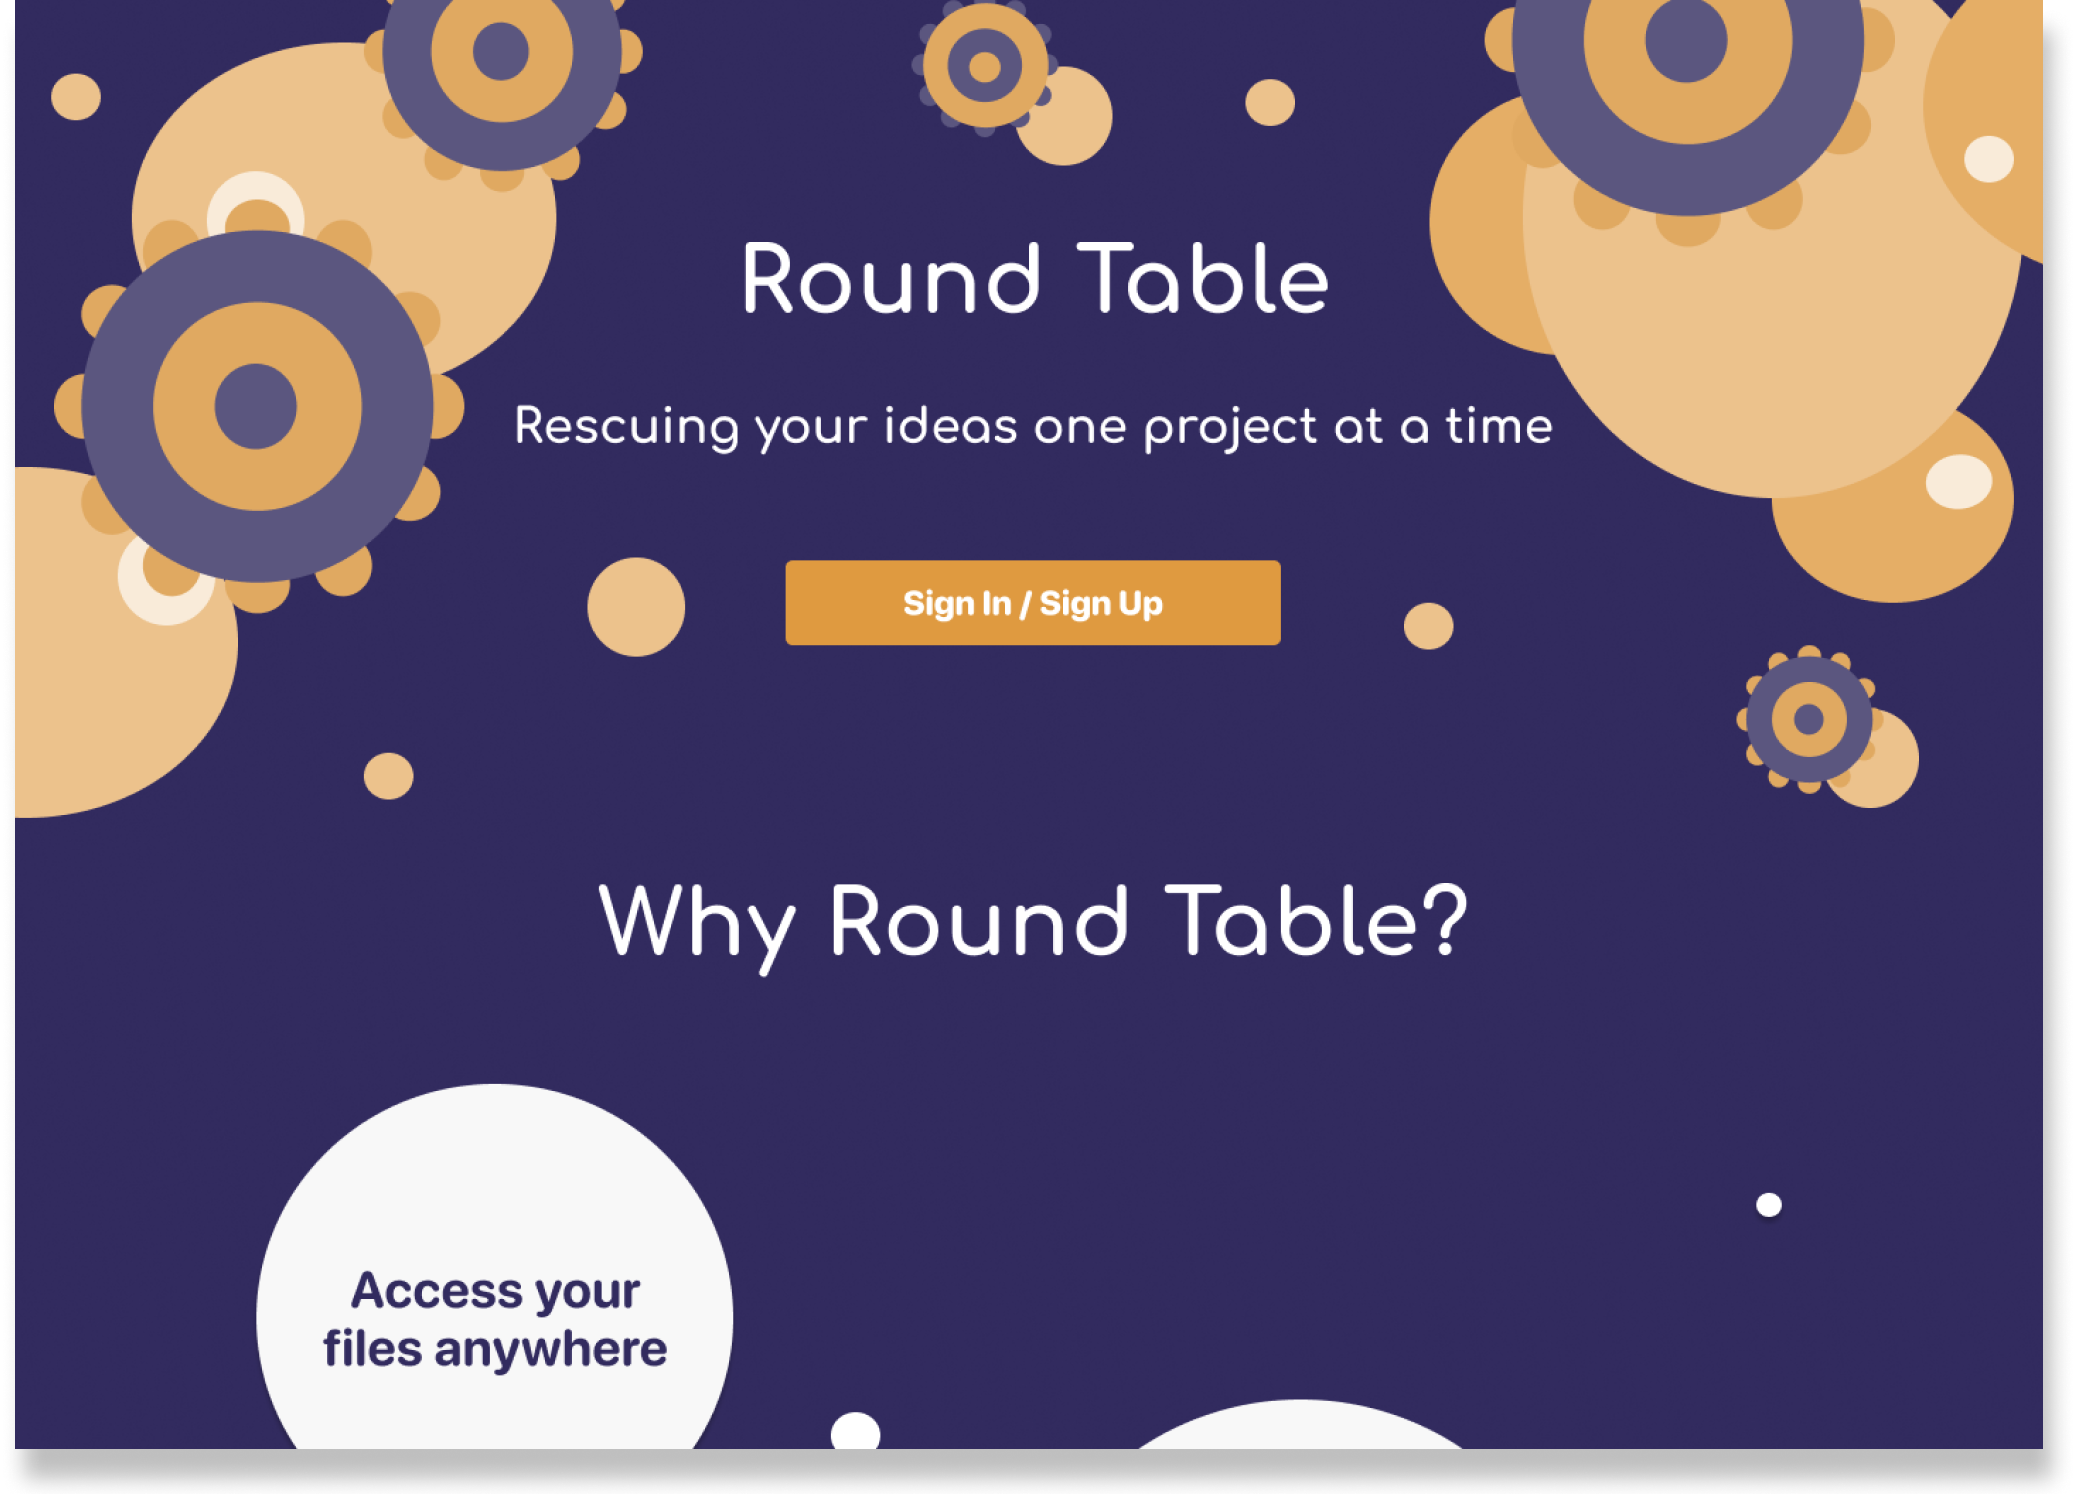 Round Table
Rescuing your ideas one project at a time
Sign In / Sign Up
Why Round Table?
Access your
files anywhere